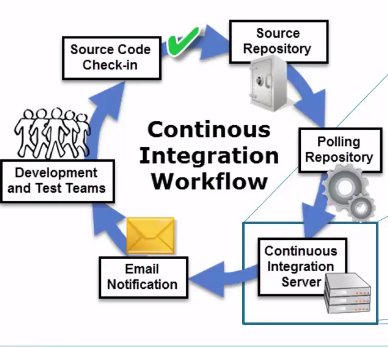 Source Code
Check-in
Source
Repository
Continous
Integration
Workflow
Polling
Repository
Development
and Test Teams
Email
Notification
Continuous
Integration
Server